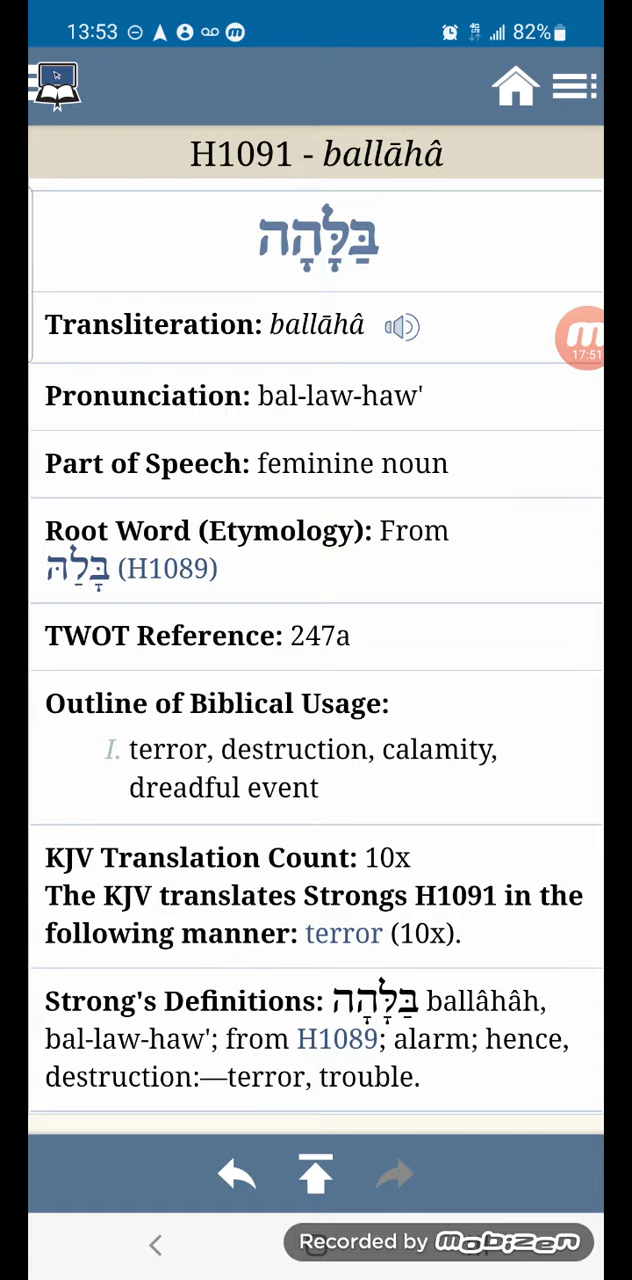 13:53 82%
H1091 - ballāhâ
בַּלָּהָה
Transliteration: ballāhâ
17:51
Pronunciation: bal-law-haw'
Part of Speech: feminine noun
Root Word (Etymology): From
בָּלַהּ (H1089)
TWOT Reference: 247a
Outline of Biblical Usage:
I. terror, destruction, calamity,
dreadful event
KJV Translation Count: 10x
The KJV translates Strongs H1091 in the
following manner: terror (10x).
Strong's Definitions: בַּלָּהָה ballâhâh,
bal-law-haw'; from H1089; alarm; hence,
destruction:—terror, trouble.
Recorded by mobizen